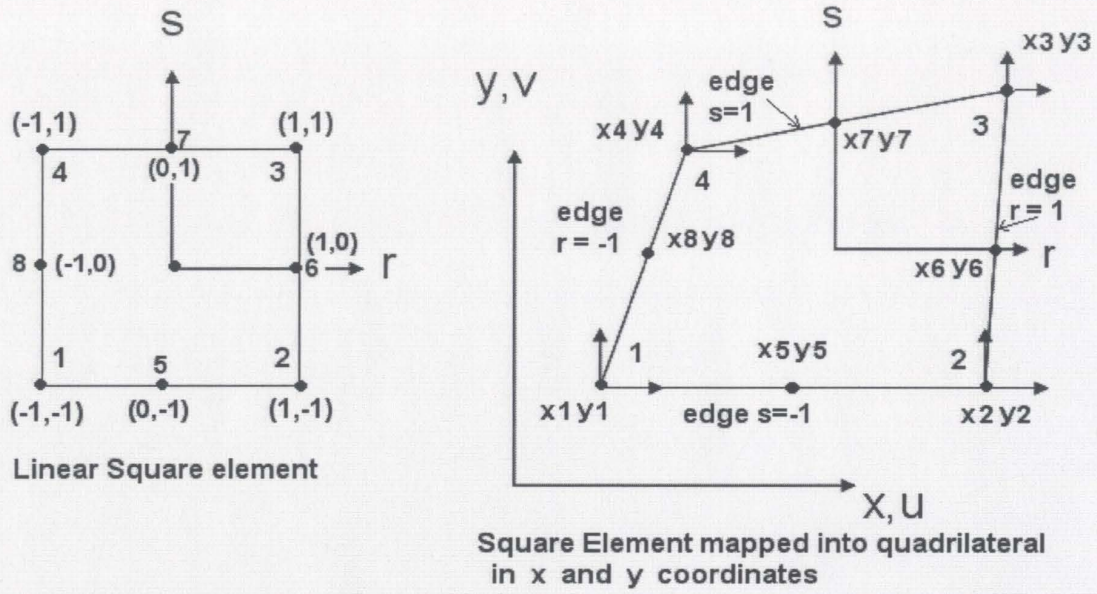 s
(-1,1)
7
(1,1)
4
(0,1)
3
8
(-1,0)
(1,0)
6
r
1
5
2
(-1,-1)
(0,-1)
(1,-1)
Linear Square element
y,v
s
x3 y3
edge
s=1
x4 y4
x7 y7
3
4
edge
r = 1
edge
r = -1
x8 y8
x6 y6
r
1
x5 y5
2
x1 y1
edge s=-1
x2 y2
x,u
Square Element mapped into quadrilateral
in x and y coordinates